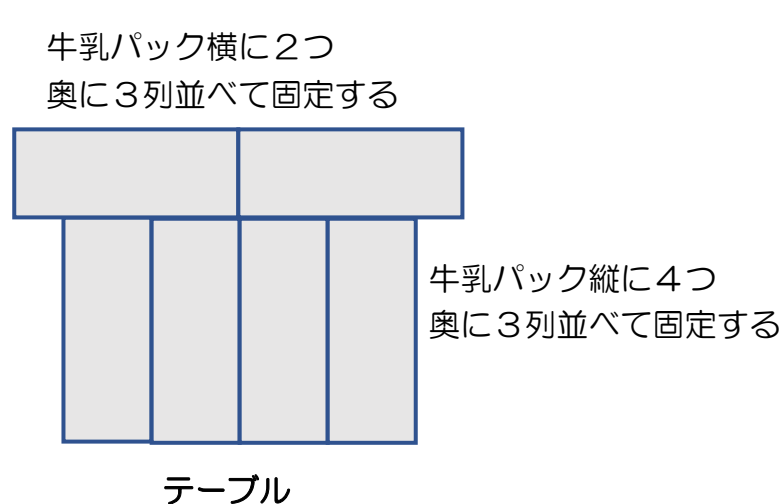 牛乳パック横に２つ
奥に３列並べて固定する
牛乳パック縦に４つ
奥に３列並べて固定する
テーブル